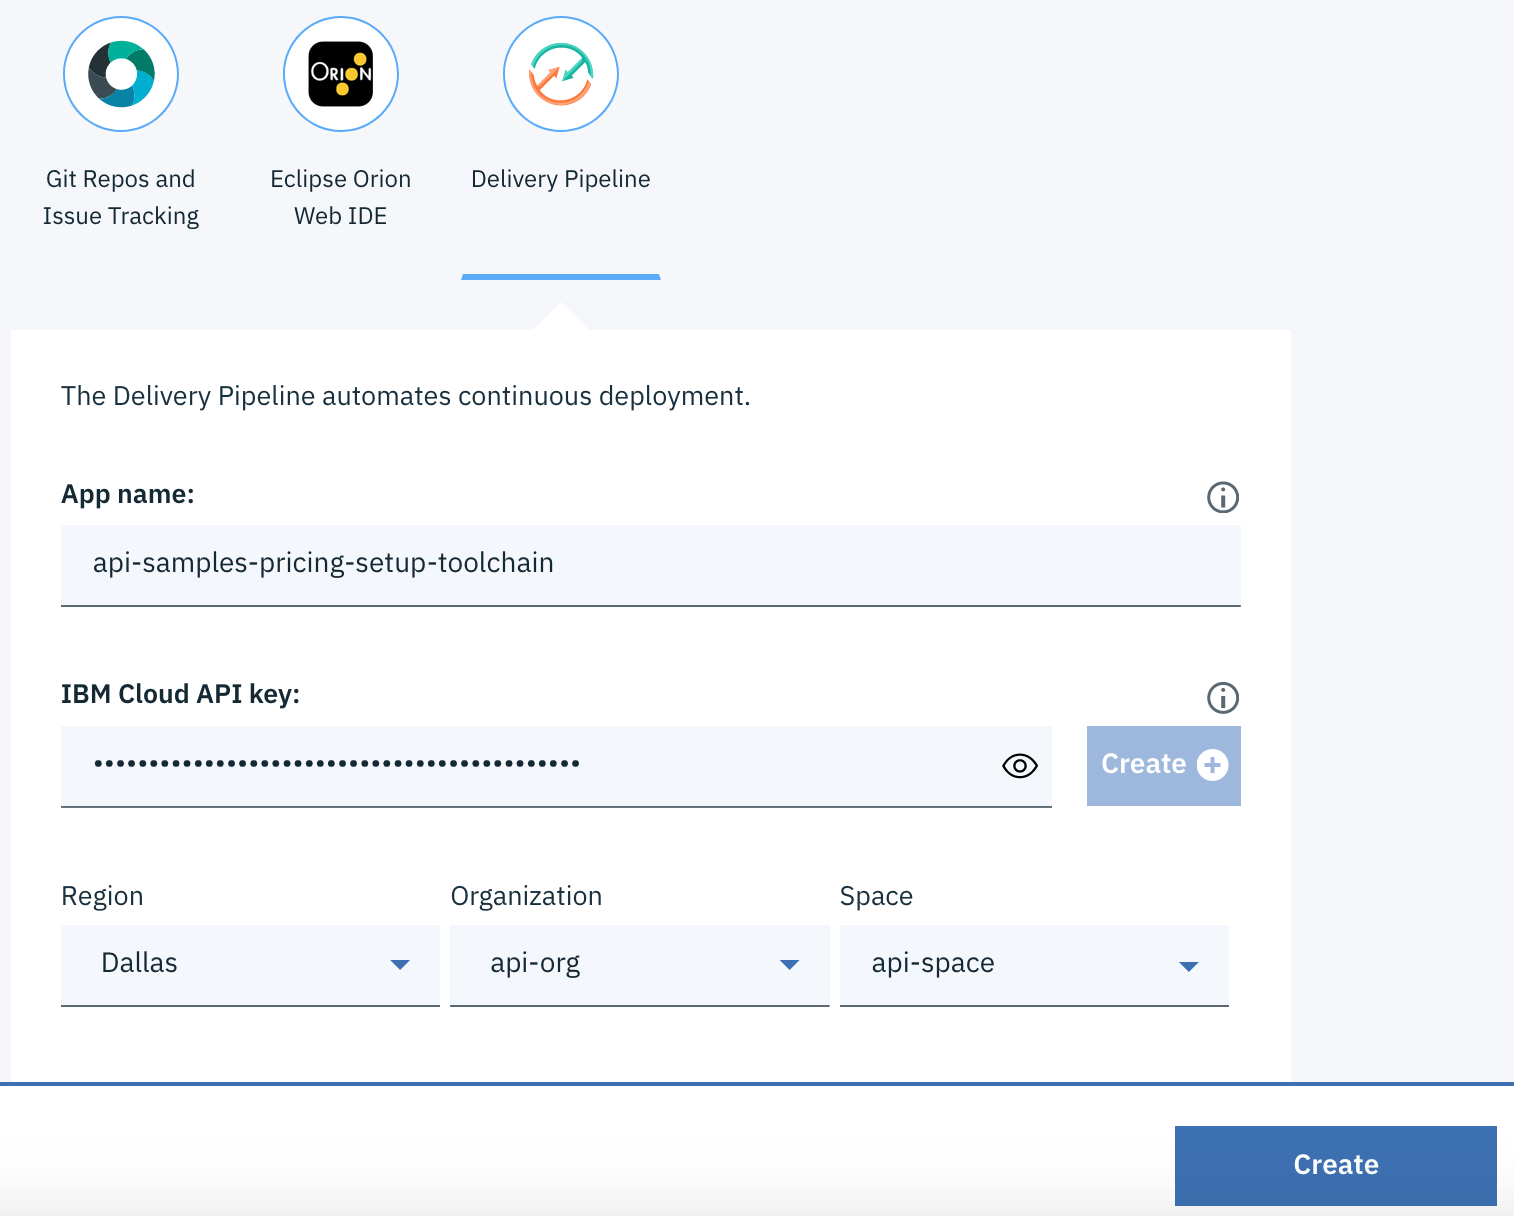 ORION
Git Repos and
Issue Tracking
Eclipse Orion
Web IDE
Delivery Pipeline
The Delivery Pipeline automates continuous deployment.
App name:
api-samples-pricing-setup-toolchain
IBM Cloud API key:
••••••••••••••••••••••••••••••••••••••••••••
Create
Region
Organization
Space
Dallas
api-org
api-space
Create